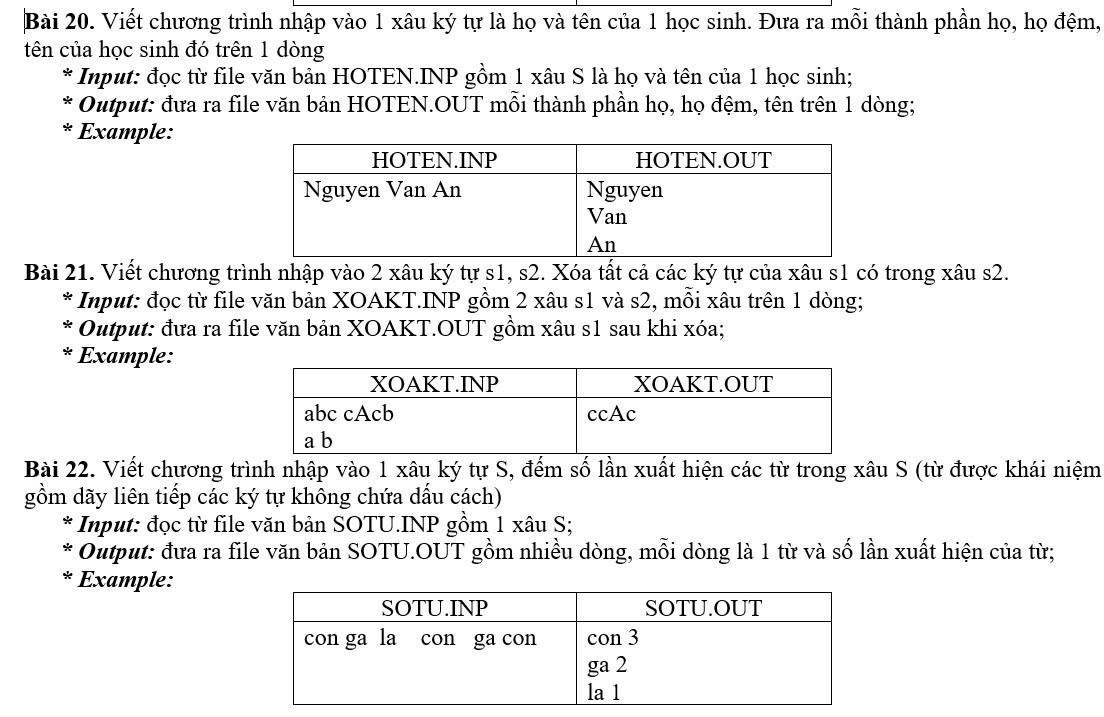 Bài 20. Viết chương trình nhập vào 1 xâu ký tự là họ và tên của 1 học sinh. Đưa ra mỗi thành phần họ, họ đệm,
tên của học sinh đó trên 1 dòng
* Input: đọc từ file văn bản HOTEN.INP gồm 1 xâu S là họ và tên của 1 học sinh;
* Output: đưa ra file văn bản HOTEN.OUT mỗi thành phần họ, họ đệm, tên trên 1 dòng;
* Example:
HOTEN.INP HOTEN.OUT
Nguyen Van An Nguyen
Van
An
Bài 21. Viết chương trình nhập vào 2 xâu ký tự s1, s2. Xóa tất cả các ký tự của xâu s1 có trong xâu s2.
* Input: đọc từ file văn bản XOAKT.INP gồm 2 xâu s1 và s2, mỗi xâu trên 1 dòng;
* Output: đưa ra file văn bản XOAKT.OUT gồm xâu s1 sau khi xóa;
* Example:
XOAKT.INP XOAKT.OUT
abc cAcb ccAc
a b
Bài 22. Viết chương trình nhập vào 1 xâu ký tự S, đếm số lần xuất hiện các từ trong xâu S (từ được khái niệm
gồm dãy liên tiếp các ký tự không chứa dấu cách)
* Input: đọc từ file văn bản SOTU.INP gồm 1 xâu S;
* Output: đưa ra file văn bản SOTU.OUT gồm nhiều dòng, mỗi dòng là 1 từ và số lần xuất hiện của từ;
* Example:
SOTU.INP SOTU.OUT
con ga  la    con   ga con con 3
ga 2
la 1